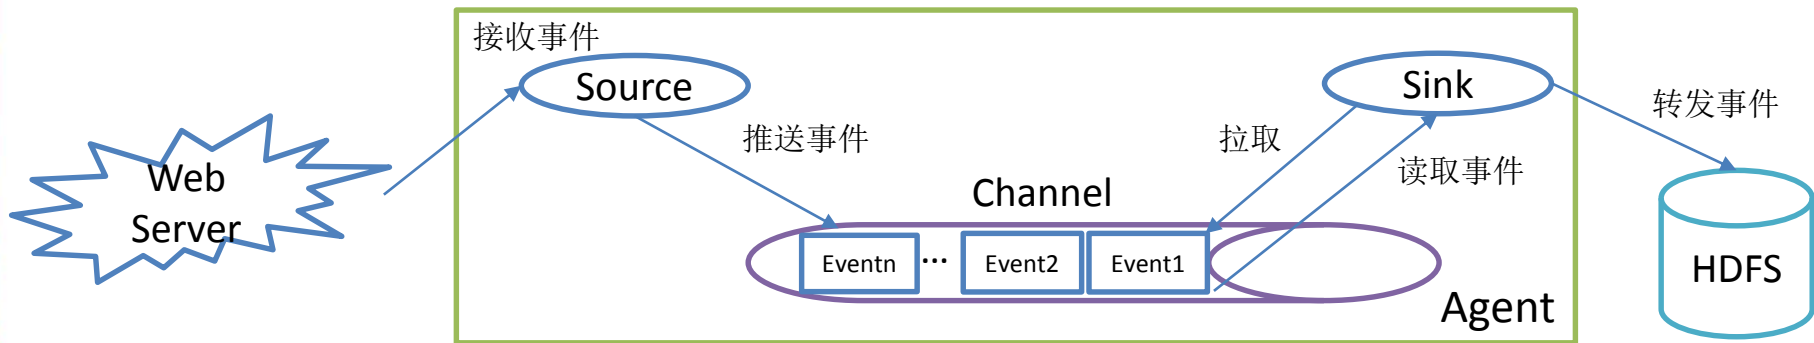 接收事件
Source
Sink
转发事件
推送事件
拉取
读取事件
Web
Server
Channel
Eventn ... Event2 Event1
HDFS
Agent